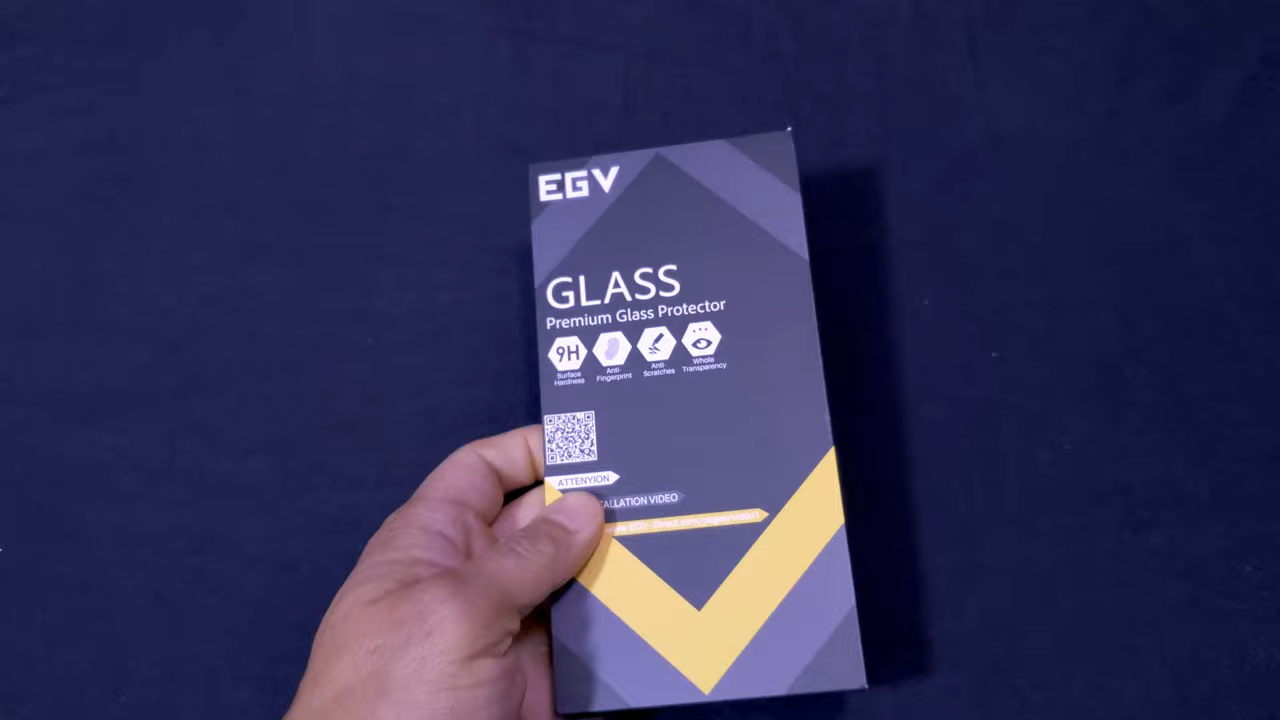 EGV
GLASS
Premium Glass Protector
9H
Surface Hardness
Anti-Fingerprint
Anti Scratches
Whole Transparency
ATTENYION
ALLATION VIDEO